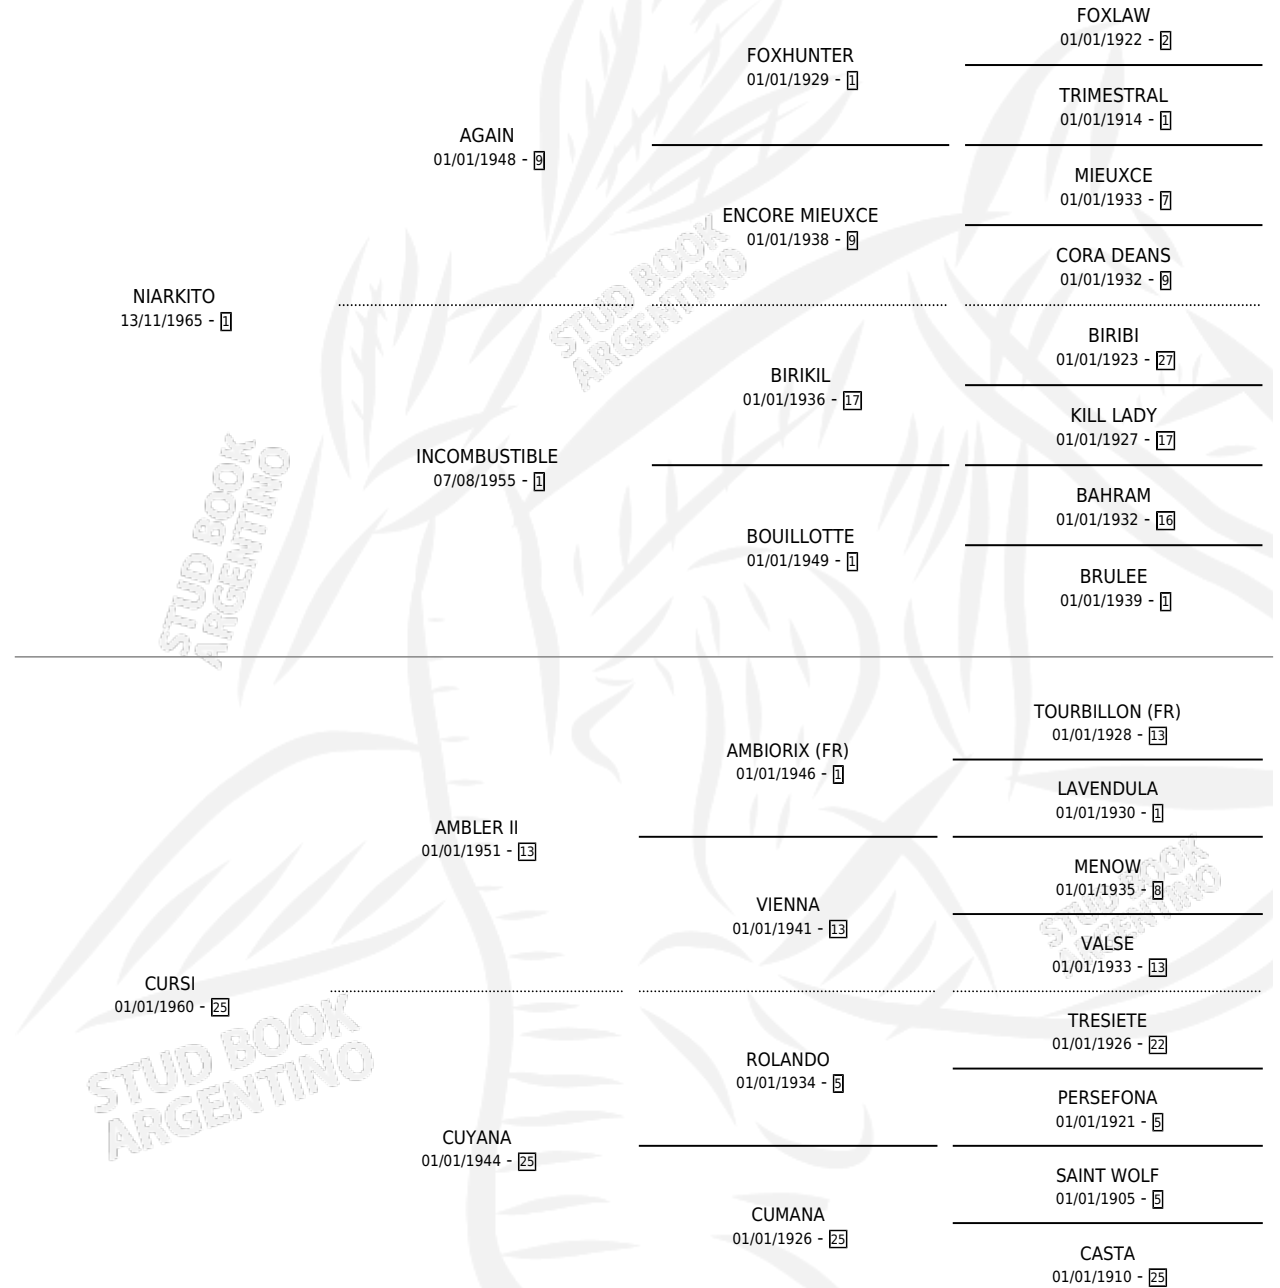 FOXLAW
01/01/1922 - 2
FOXHUNTER
01/01/1929 - 1
TRIMESTRAL
01/01/1914 - 1
AGAIN
01/01/1948 - 9
MIEUXCE
01/01/1933 - 7
ENCORE MIEUXCE
01/01/1938 - 9
CORA DEANS
01/01/1932 - 9
NIARKITO
13/11/1965 - 1
STUD BOOK
ARGENTINO
BIRIBI
01/01/1923 - 27
BIRIKIL
01/01/1936 - 17
KILL LADY
01/01/1927 - 17
INCOMBUSTIBLE
07/08/1955 - 1
BAHRAM
01/01/1932 - 16
BOUILLOTTE
01/01/1949 - 1
BRULEE
01/01/1939 - 1
STUD BOOK
ARGENTINO
TOURBILLON (FR)
01/01/1928 - 13
AMBIORIX (FR)
01/01/1946 - 1
LAVENDULA
01/01/1930 - 1
AMBLER II
01/01/1951 - 13
MENOW
01/01/1935 - 8
VIENNA
01/01/1941 - 13
STUD BOOK
ARGENTINO
VALSE
01/01/1933 - 13
CURSI
01/01/1960 - 25
TRESIETE
01/01/1926 - 22
ROLANDO
01/01/1934 - 5
STUD BOOK
ARGENTINO
PERSEFONA
01/01/1921 - 5
CUYANA
01/01/1944 - 25
SAINT WOLF
01/01/1905 - 5
CUMANA
01/01/1926 - 25
CASTA
01/01/1910 - 25